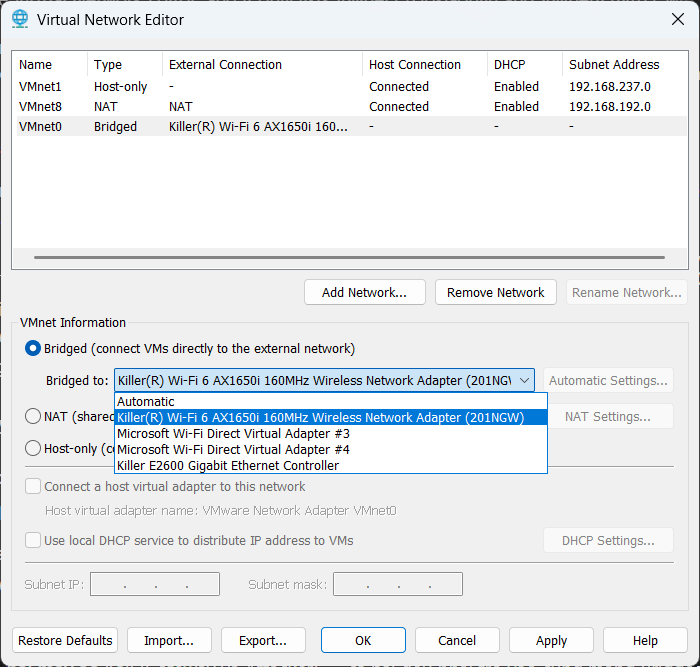 Virtual Network Editor
Name Type External Connection Host Connection DHCP Subnet Address
VMnet1 Host-only - Connected Enabled 192.168.237.0
VMnet8 NAT NAT Connected Enabled 192.168.192.0
VMnet0 Bridged Killer(R) Wi-Fi 6 AX1650i 160... - - -
Add Network... Remove Network Rename Network...
VMnet Information
Bridged (connect VMs directly to the external network)
Bridged to: Killer(R) Wi-Fi 6 AX1650i 160MHz Wireless Network Adapter (201NGW Automatic Settings...
Automatic
Killer(R) Wi-Fi 6 AX1650i 160MHz Wireless Network Adapter (201NGW)
NAT (shared NAT Settings...
Microsoft Wi-Fi Direct Virtual Adapter #3
Microsoft Wi-Fi Direct Virtual Adapter #4
Host-only (c
Killer E2600 Gigabit Ethernet Controller
Connect a host virtual adapter to this network
Host virtual adapter name: VMware Network Adapter VMnet0
Use local DHCP service to distribute IP address to VMs DHCP Settings...
Subnet IP: . . . Subnet mask: . . .
Restore Defaults Import... Export... OK Cancel Apply Help